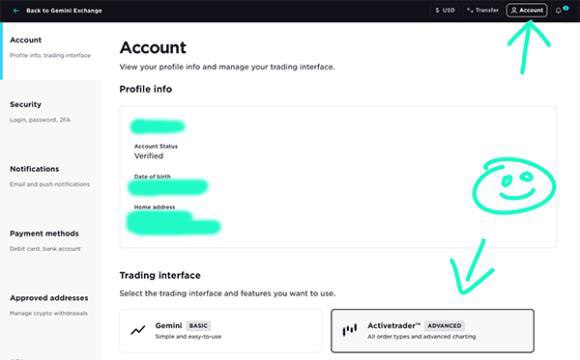 ← Back to Gemini Exchange
$ USD
Transfer
Account
Account
Profile info, trading interface
Security
Login, password, 2FA
Notifications
Email and push notifications
Payment methods
Debit card, bank account
Approved addresses
Manage crypto withdrawals
Account
View your profile info and manage your trading interface.
Profile info
Account Status
Verified
Date of birth
Home address
Trading interface
Select the trading interface and features you want to use.
Gemini BASIC
Simple and easy-to-use
Activetrader™ ADVANCED
All order types and advanced charting